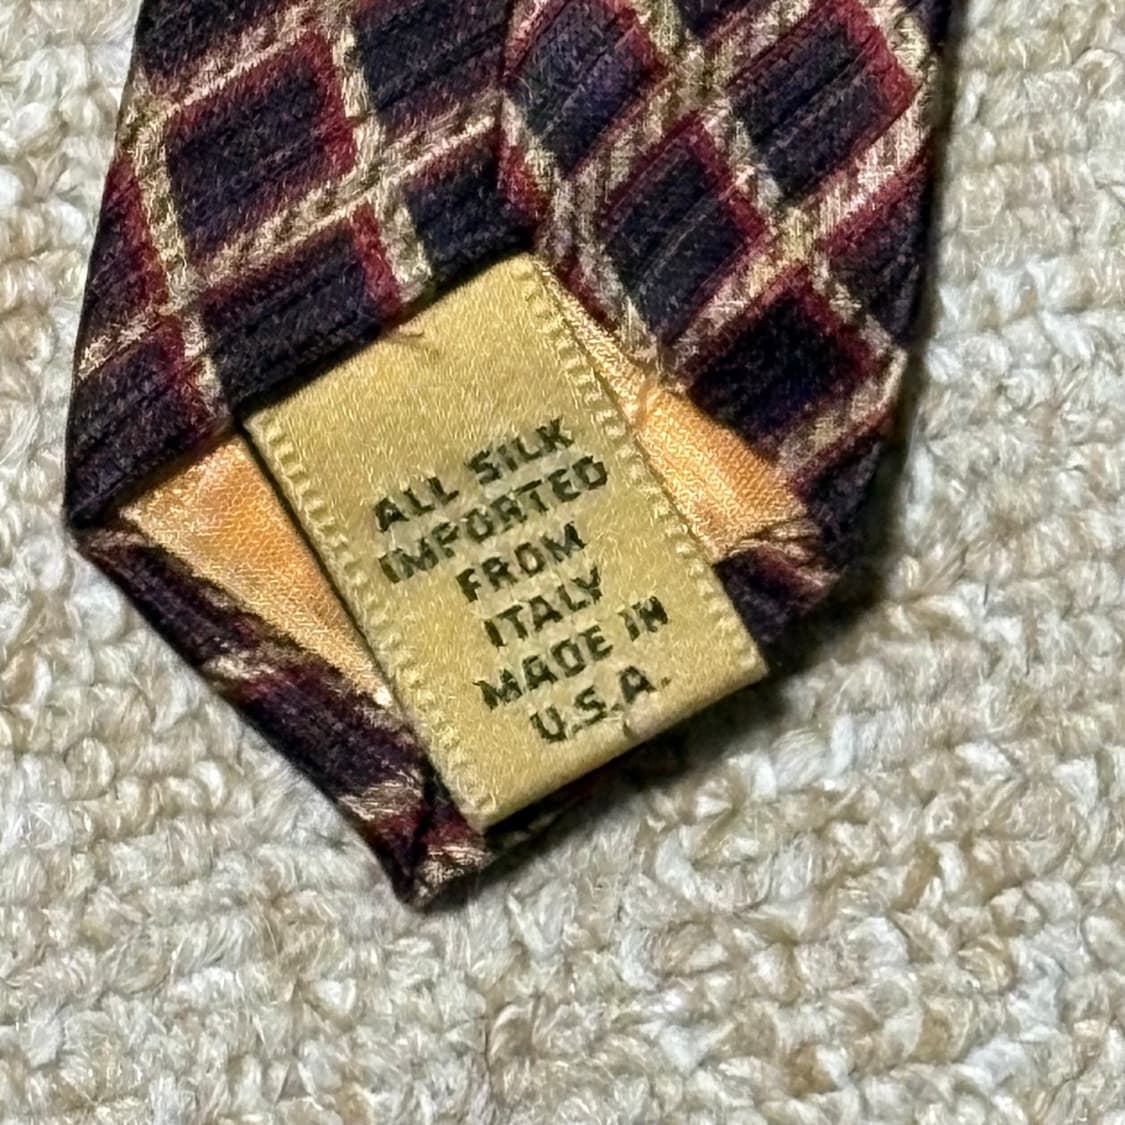 ALL SILK
IMPORTED
FROM
ITALY
MADE IN
U.S.A.